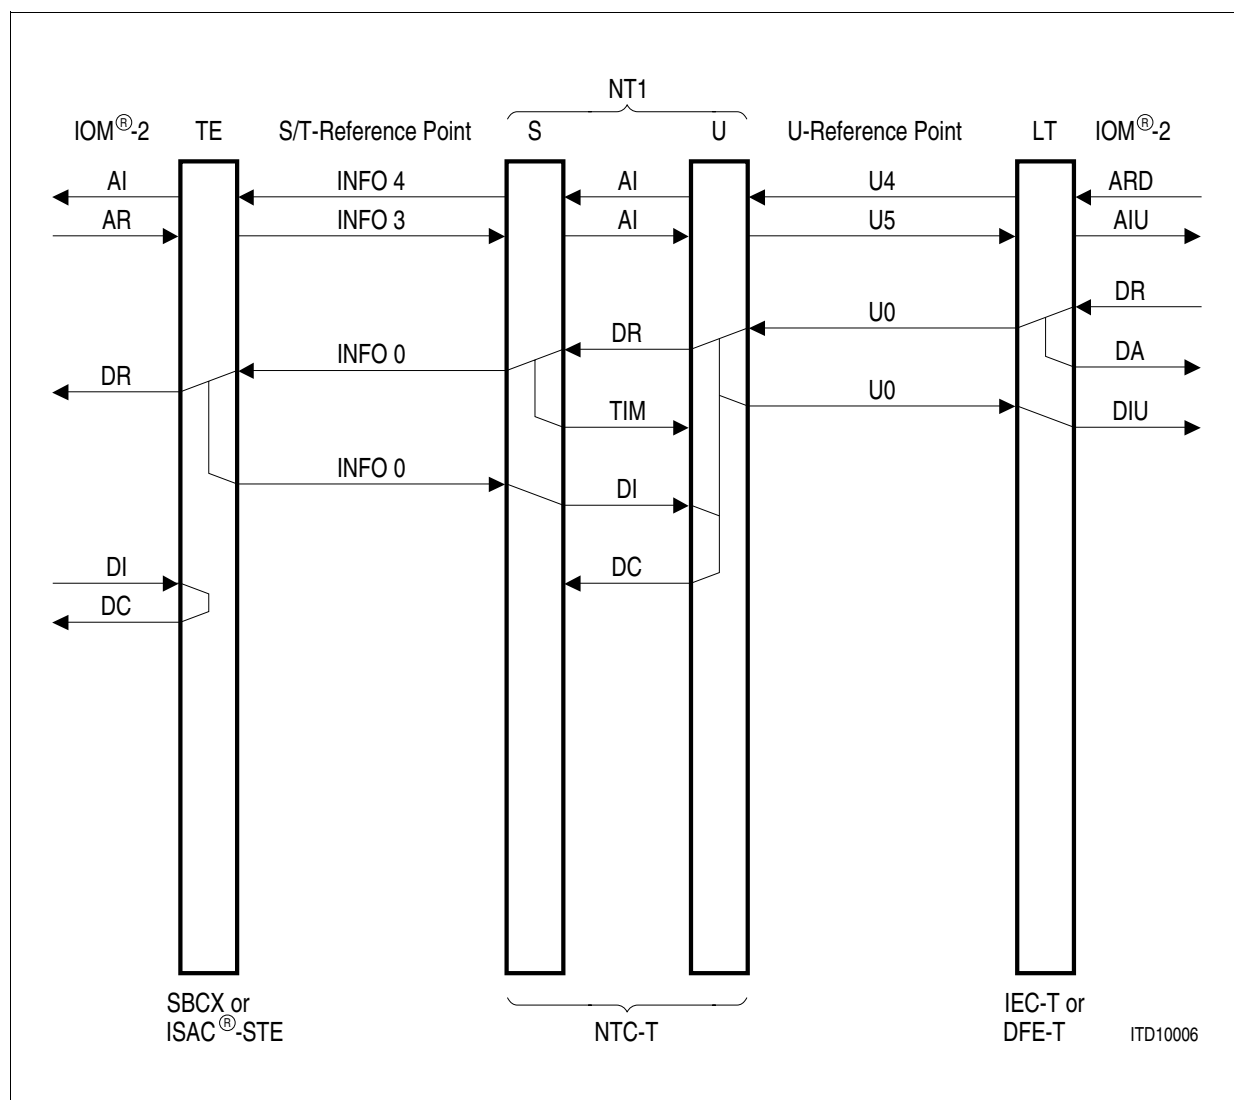 NT1
IOM®-2 TE S/T-Reference Point S U U-Reference Point LT IOM®-2
AI INFO 4 AI U4 ARD
AR INFO 3 AI U5 AIU
DR
U0
DR
INFO 0
DA
DR
U0
TIM
DIU
INFO 0
DI
DI
DC
DC
SBCX or
ISAC®-STE
NTC-T
IEC-T or
DFE-T
ITD10006